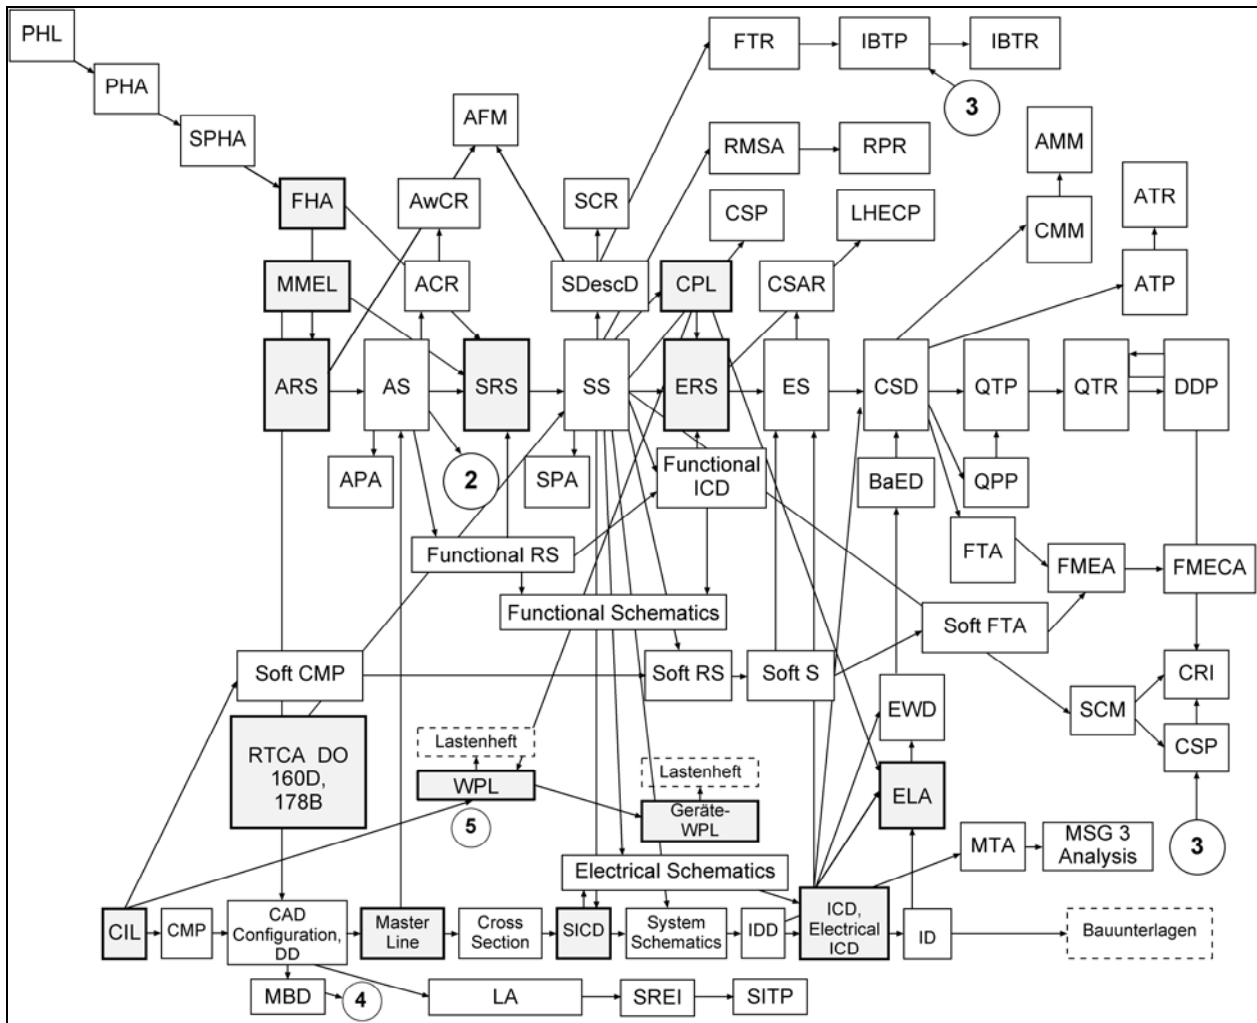 PHL
FTR
IBTP
IBTR
PHA
3
AFM
SPHA
RMSA
RPR
AMM
FHA
AwCR
SCR
CSP
LHECP
ATR
CMM
MMEL
ACR
SDescD
CPL
CSAR
ATP
ARS
AS
SRS
SS
ERS
ES
CSD
QTP
QTR
DDP
APA
2
SPA
Functional
ICD
BaED
QPP
Functional RS
FTA
FMEA
FMECA
Functional Schematics
Soft FTA
Soft CMP
Soft RS
Soft S
CRI
EWD
SCM
RTCA DO
160D,
178B
Lastenheft
CSP
WPL
Lastenheft
ELA
5
Geräte-
WPL
MTA
MSG 3
Analysis
3
Electrical Schematics
CIL
CMP
CAD
Configuration,
DD
Master
Line
Cross
Section
SICD
System
Schematics
IDD
ICD,
Electrical
ICD
ID
Bauunterlagen
MBD
4
LA
SREI
SITP